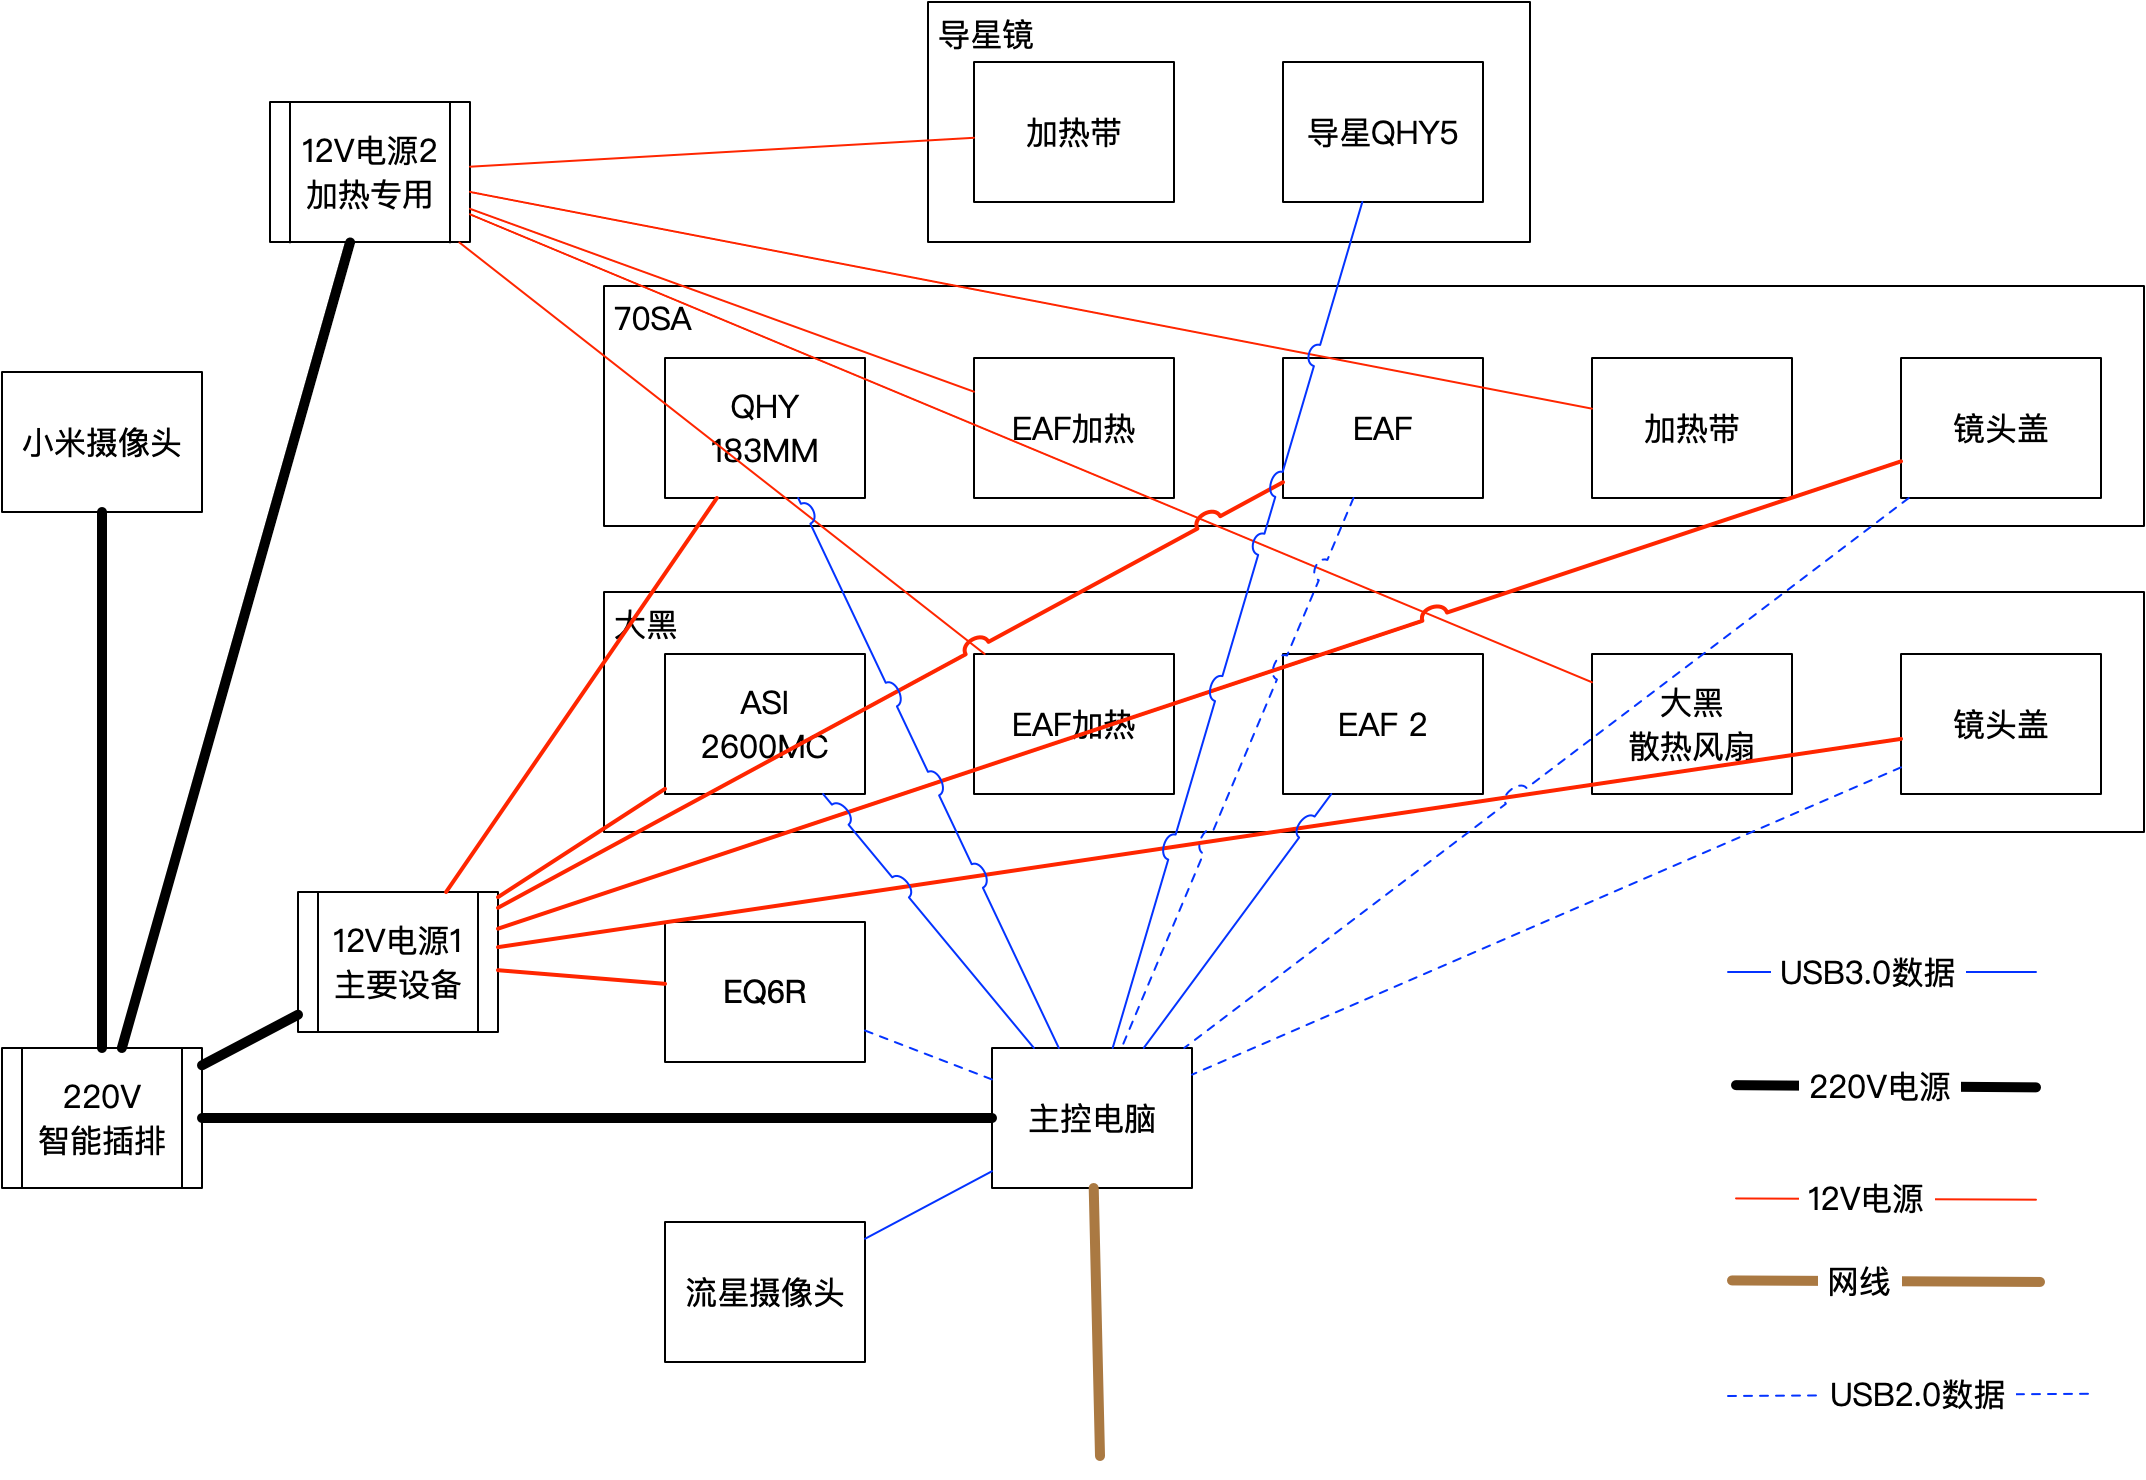 导星镜
加热带
导星QHY5
12V电源2
加热专用
70SA
QHY
183MM
EAF加热
EAF
加热带
镜头盖
小米摄像头
大黑
ASI
2600MC
EAF加热
EAF 2
大黑
散热风扇
镜头盖
12V电源1
主要设备
EQ6R
220V
智能插排
主控电脑
流星摄像头
USB3.0数据
220V电源
12V电源
网线
USB2.0数据